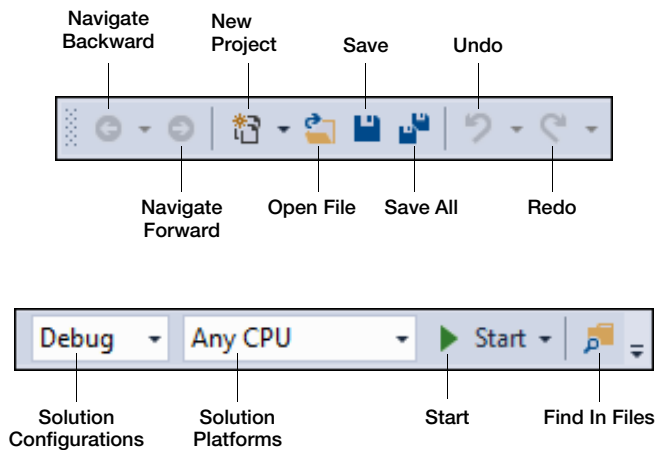 Navigate
Backward
New
Project
Save
Undo
Navigate
Forward
Open File
Save All
Redo
Debug
Any CPU
Start
Solution
Configurations
Solution
Platforms
Start
Find In Files